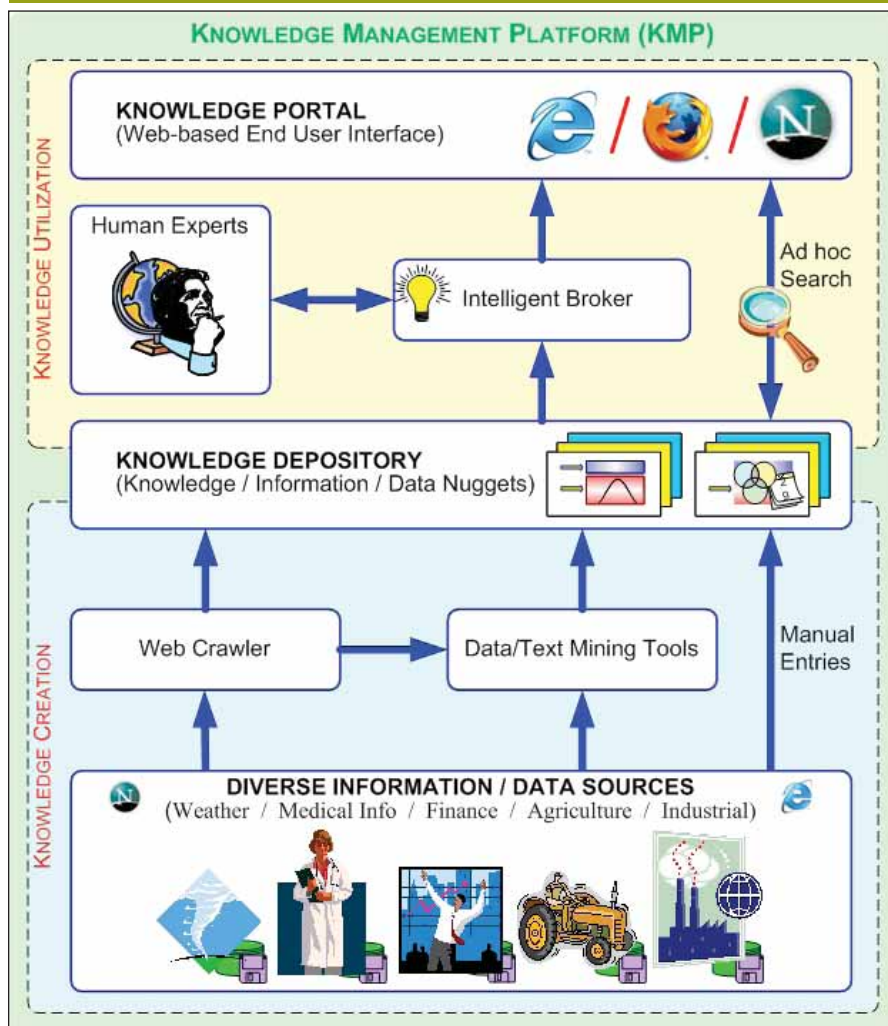 KNOWLEDGE MANAGEMENT PLATFORM (KMP)
KNOWLEDGE UTILIZATION
KNOWLEDGE PORTAL
(Web-based End User Interface)
e / / N
Human Experts
Intelligent Broker
Ad hoc
Search
KNOWLEDGE DEPOSITORY
(Knowledge / Information / Data Nuggets)
KNOWLEDGE CREATION
Web Crawler
Data/Text Mining Tools
Manual
Entries
N
DIVERSE INFORMATION / DATA SOURCES
e
(Weather / Medical Info / Finance / Agriculture / Industrial)